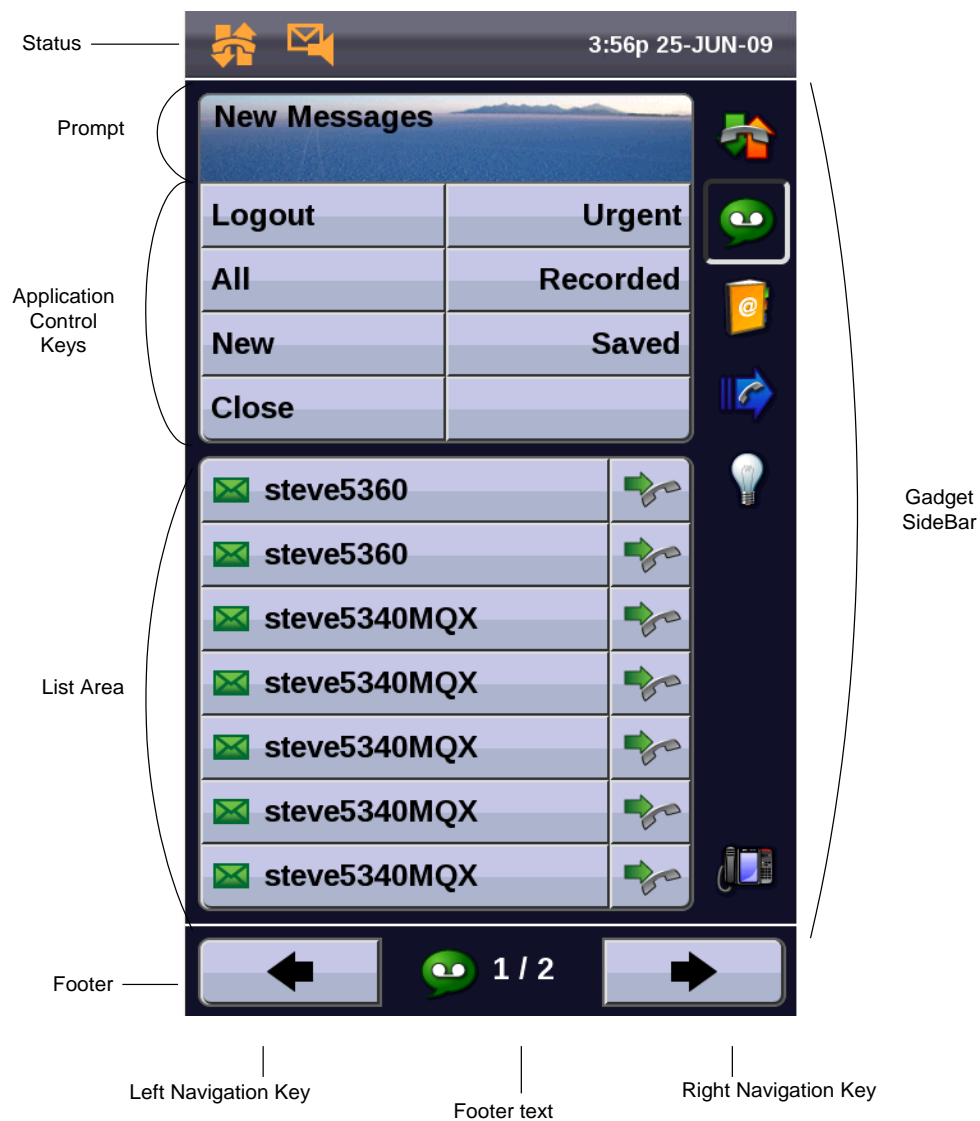 Status
3:56p 25-JUN-09
Prompt
New Messages
Logout
Urgent
All
Recorded
Application
Control
Keys
New
Saved
Close
steve5360
steve5360
steve5340MQX
steve5340MQX
steve5340MQX
steve5340MQX
steve5340MQX
@
Gadget
SideBar
List Area
Footer
1 / 2
Left Navigation Key
Footer text
Right Navigation Key